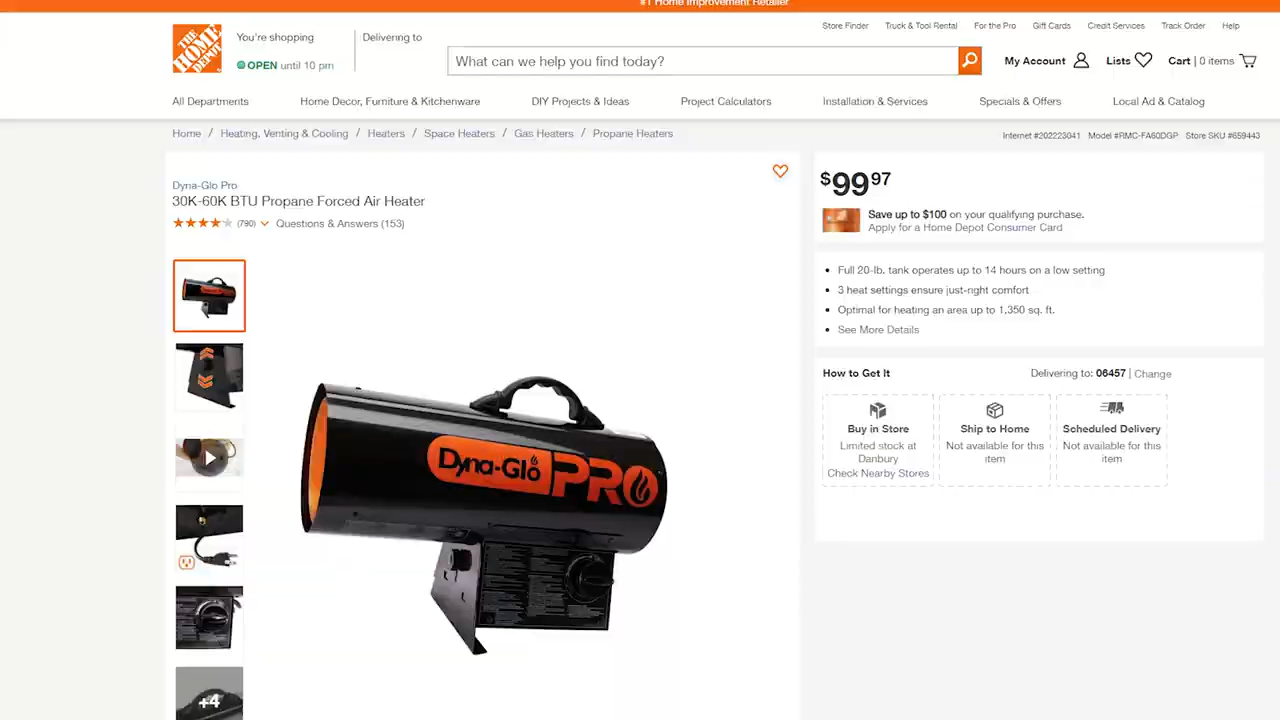 #1 Home Improvement Retailer
Store Finder
Truck & Tool Rental
For the Pro
Gift Cards
Credit Services
Track Order
Help
THE HOME DEPOT
You're shopping
OPEN until 10 pm
Delivering to
What can we help you find today?
My Account
Lists
Cart | 0 items
All Departments
Home Decor, Furniture & Kitchenware
DIY Projects & Ideas
Project Calculators
Installation & Services
Specials & Offers
Local Ad & Catalog
Home / Heating, Venting & Cooling / Heaters / Space Heaters / Gas Heaters / Propane Heaters
Internet #202223041 Model #RMC-FA60DGP Store SKU #659443
Dyna-Glo Pro
30K-60K BTU Propane Forced Air Heater
(790) Questions & Answers (153)
Dyna-Glo PRO
+4
$99 97
Save up to $100 on your qualifying purchase.
Apply for a Home Depot Consumer Card
• Full 20-lb. tank operates up to 14 hours on a low setting
• 3 heat settings ensure just-right comfort
• Optimal for heating an area up to 1,350 sq. ft.
• See More Details
How to Get It
Delivering to: 06457 | Change
Buy in Store
Limited stock at
Danbury
Check Nearby Stores
Ship to Home
Not available for this
item
Scheduled Delivery
Not available for this
item